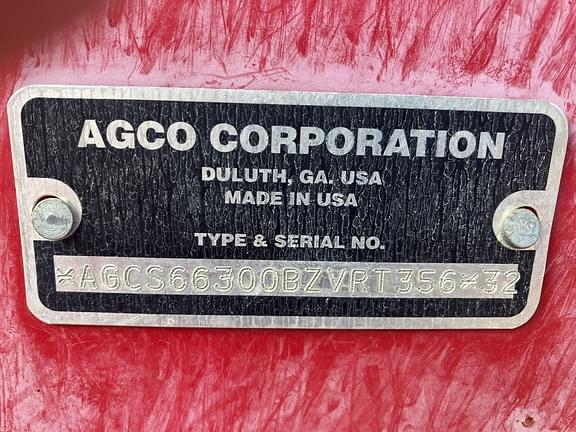 AGCO CORPORATION
DULUTH, GA. USA
MADE IN USA
TYPE & SERIAL NO.
*AGCS66300BZVRT356*32